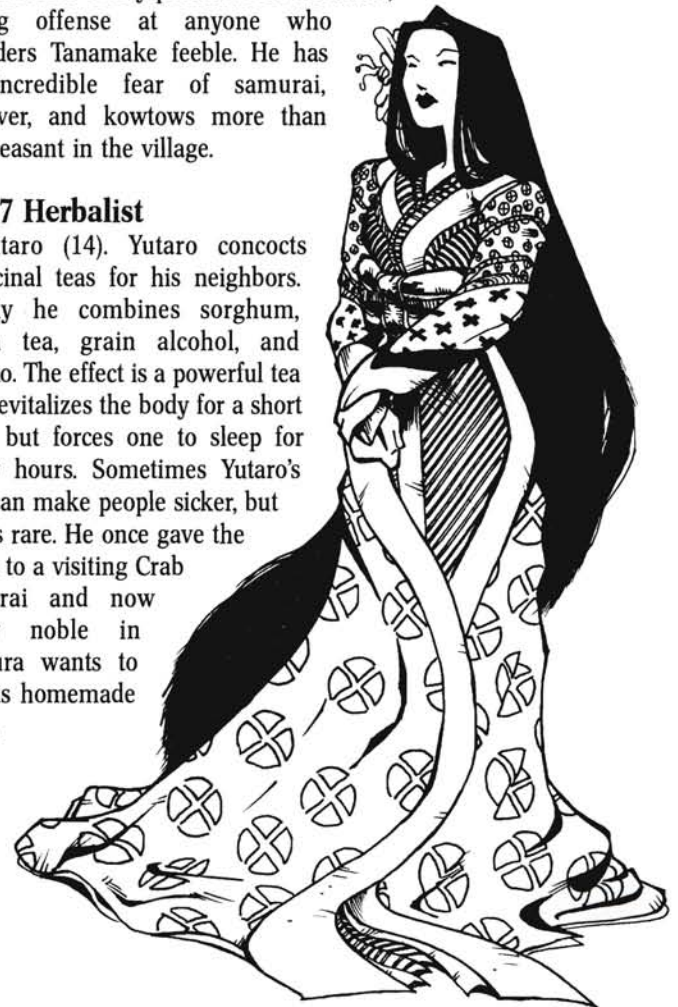 g offense at anyone who
ders Tanamake feeble. He has
ncredible fear of samurai,
ver, and kowtows more than
easant in the village.
7 Herbalist
taro (14). Yutaro concocts
cinal teas for his neighbors.
y he combines sorghum,
tea, grain alcohol, and
o. The effect is a powerful tea
evitalizes the body for a short
but forces one to sleep for
hours. Sometimes Yutaro's
an make people sicker, but
s rare. He once gave the
to a visiting Crab
rai and now
noble in
ura wants to
s homemade